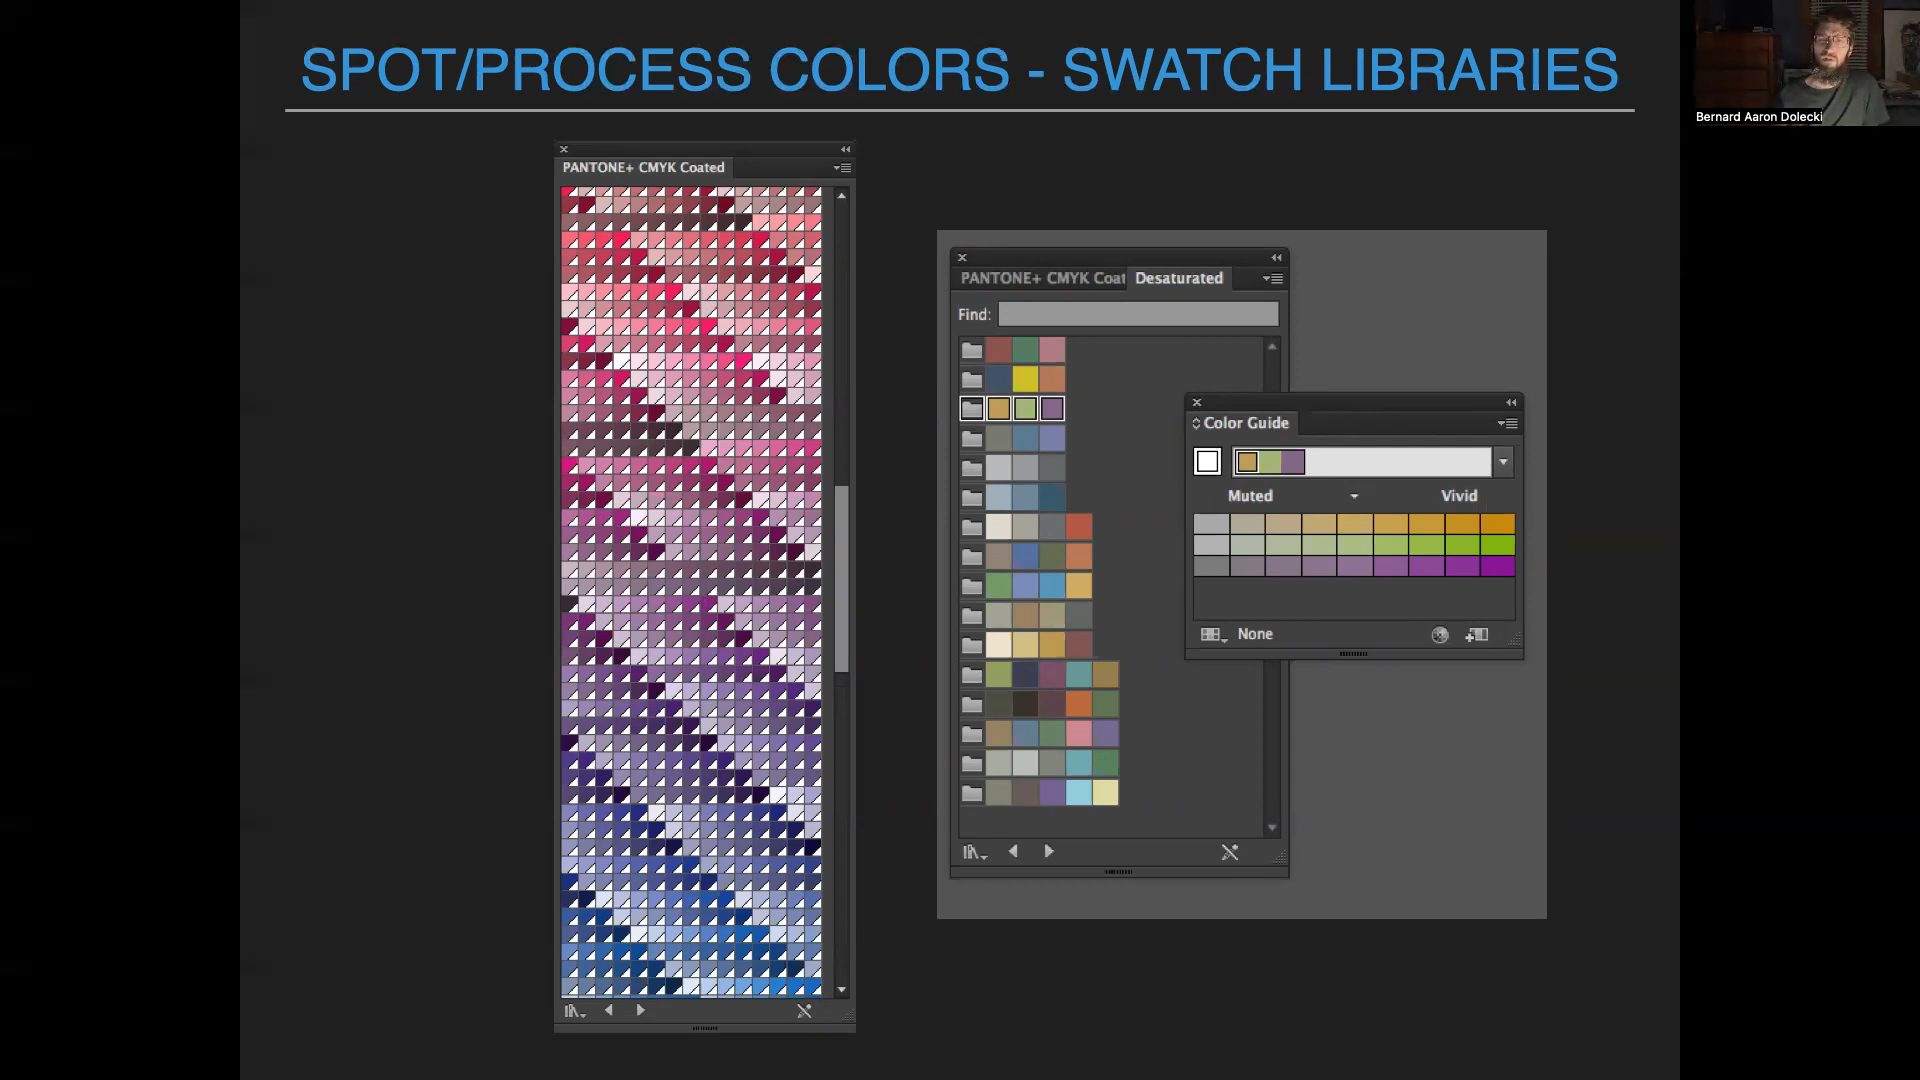 SPOT/PROCESS COLORS - SWATCH LIBRARIES
Bernard Aaron Dolecki
PANTONE+ CMYK Coated
PANTONE+ CMYK Coat
Desaturated
Find:
Color Guide
Muted
Vivid
None